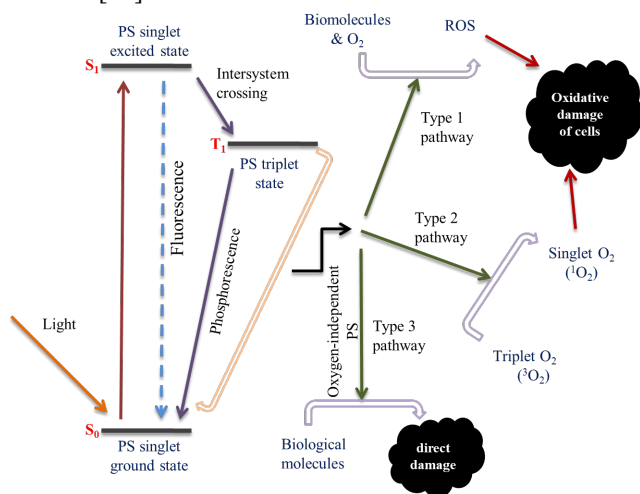 PS singlet
excited state
S1
Intersystem
crossing
T1
PS triplet
state
Fluorescence
Phosphorescence
Light
S0
PS singlet
ground state
Biomolecules
& O2
ROS
Type 1
pathway
Oxidative
damage
of cells
Type 2
pathway
Singlet O2
(1O2)
Triplet O2
(3O2)
Oxygen-independent
PS
Type 3
pathway
Biological
molecules
direct
damage